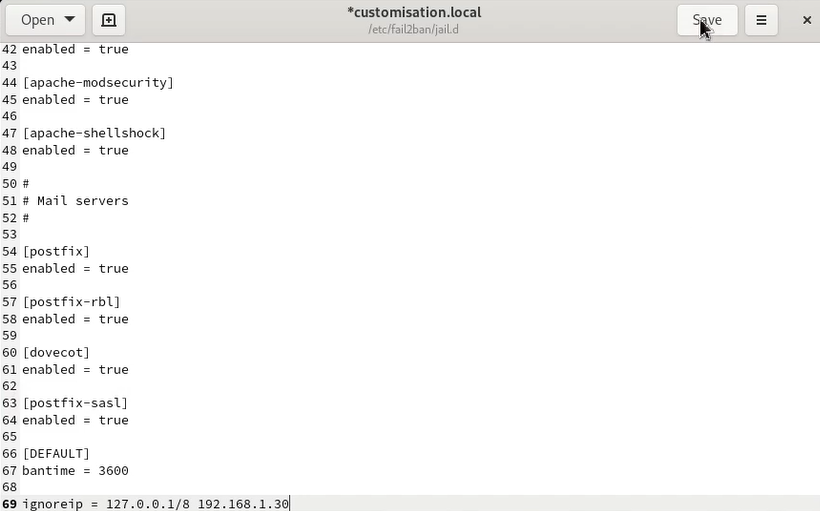 Open
*customisation.local
/etc/fail2ban/jail.d
Save
42 enabled = true
43
44 [apache-modsecurity]
45 enabled = true
46
47 [apache-shellshock]
48 enabled = true
49
50 #
51 # Mail servers
52 #
53
54 [postfix]
55 enabled = true
56
57 [postfix-rbl]
58 enabled = true
59
60 [dovecot]
61 enabled = true
62
63 [postfix-sasl]
64 enabled = true
65
66 [DEFAULT]
67 bantime = 3600
68
69 ignoreip = 127.0.0.1/8 192.168.1.30